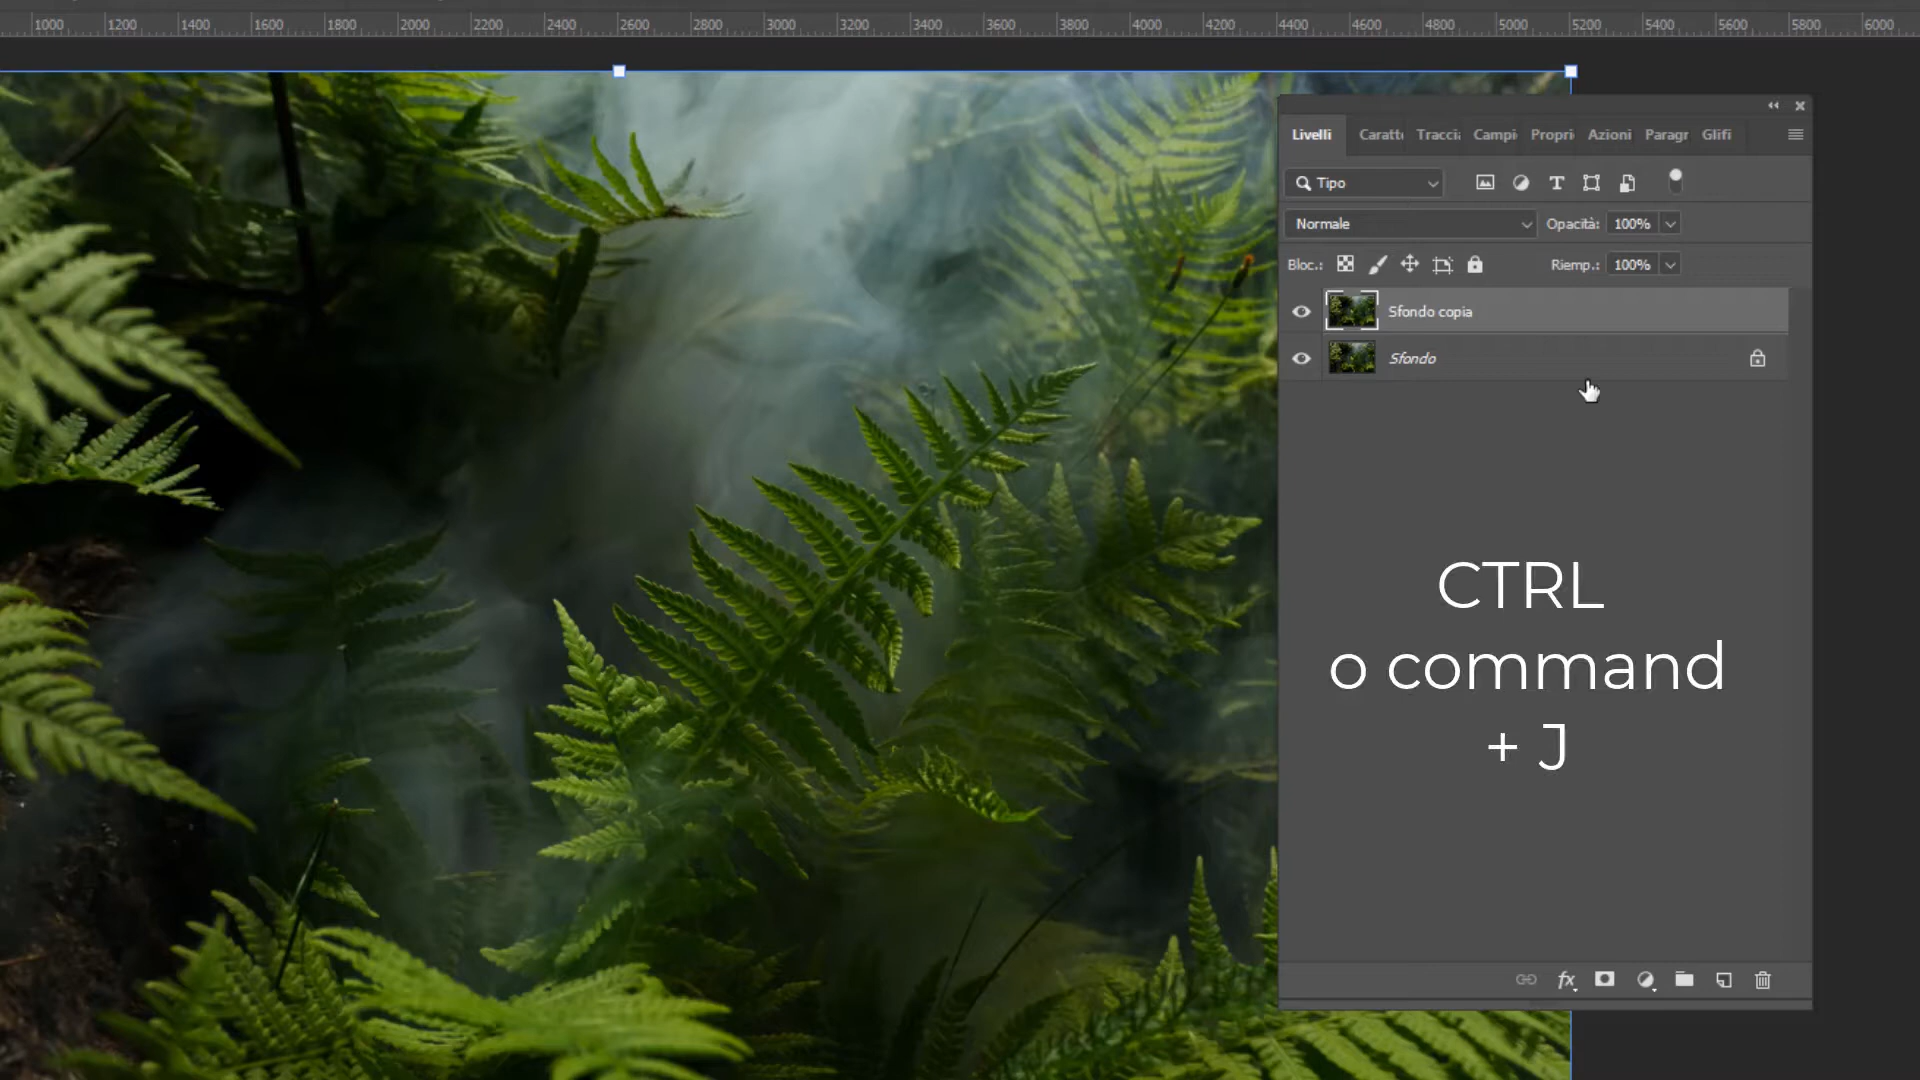 1000 1200 1400 1600 1800 2000 2200 2400 2600 2800 3000 3200 3400 3600 3800 4000 4200 4400 4600 4800 5000 5200 5400 5600 5800 6000
Livelli Caratt Traccia Campi Propri Azioni Paragr Glifi
Tipo
Normale Opacità: 100%
Bloc.: Riemp.: 100%
Sfondo copia
Sfondo
CTRL
o command
+ J
fx